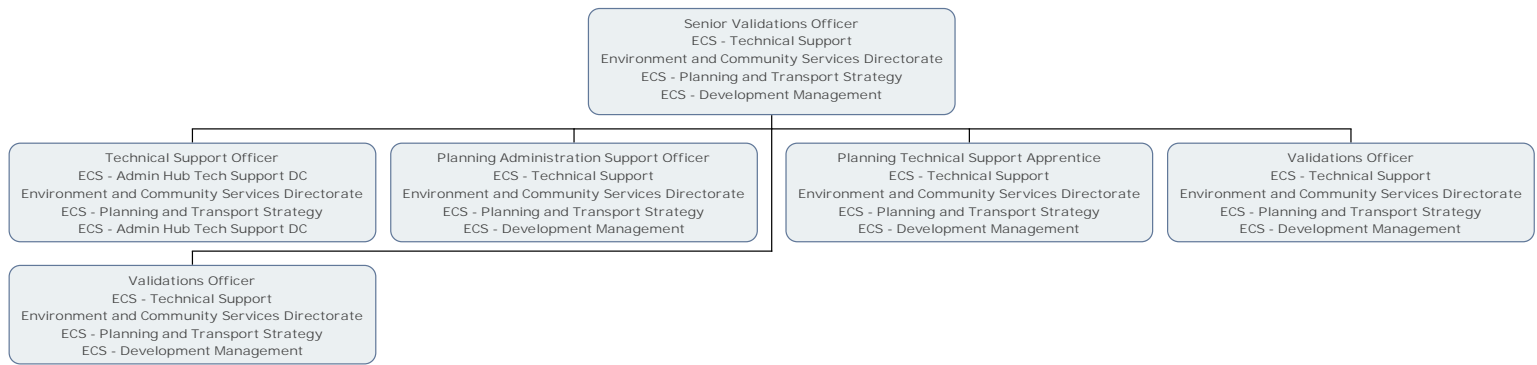 Senior Validations Officer
ECS - Technical Support
Environment and Community Services Directorate
ECS - Planning and Transport Strategy
ECS - Development Management
Technical Support Officer
ECS - Admin Hub Tech Support DC
Environment and Community Services Directorate
ECS - Planning and Transport Strategy
ECS - Admin Hub Tech Support DC
Planning Administration Support Officer
ECS - Technical Support
Environment and Community Services Directorate
ECS - Planning and Transport Strategy
ECS - Development Management
Planning Technical Support Apprentice
ECS - Technical Support
Environment and Community Services Directorate
ECS - Planning and Transport Strategy
ECS - Development Management
Validations Officer
ECS - Technical Support
Environment and Community Services Directorate
ECS - Planning and Transport Strategy
ECS - Development Management
Validations Officer
ECS - Technical Support
Environment and Community Services Directorate
ECS - Planning and Transport Strategy
ECS - Development Management